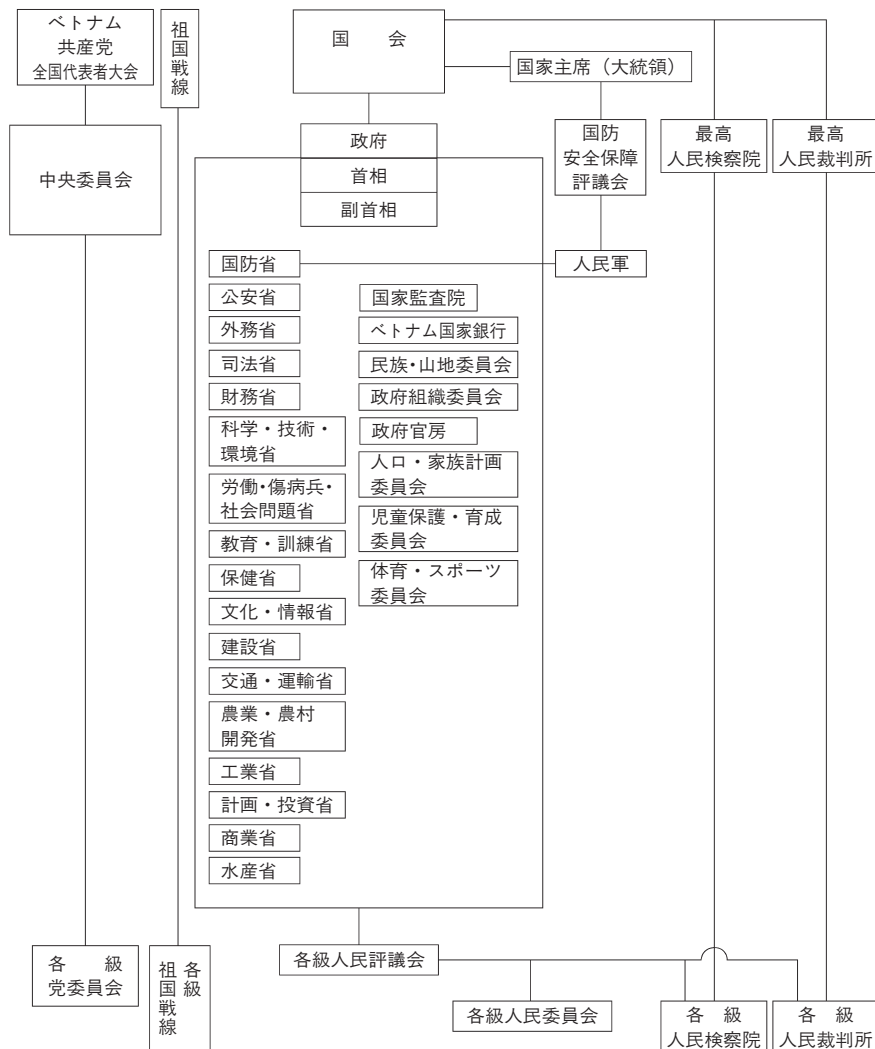 ベトナム
共産党
全国代表者大会
祖国戦線
国　会
国家主席（大統領）
中央委員会
政府
首相
副首相
国防
安全保障
評議会
最高
人民検察院
最高
人民裁判所
国防省
人民軍
公安省
外務省
司法省
財務省
科学・技術・
環境省
労働・傷病兵・
社会問題省
教育・訓練省
保健省
文化・情報省
建設省
交通・運輸省
農業・農村
開発省
工業省
計画・投資省
商業省
水産省
国家監査院
ベトナム国家銀行
民族・山地委員会
政府組織委員会
政府官房
人口・家族計画
委員会
児童保護・育成
委員会
体育・スポーツ
委員会
各　級
党委員会
各級
祖国戦線
各級人民評議会
各級人民委員会
各　級
人民検察院
各　級
人民裁判所